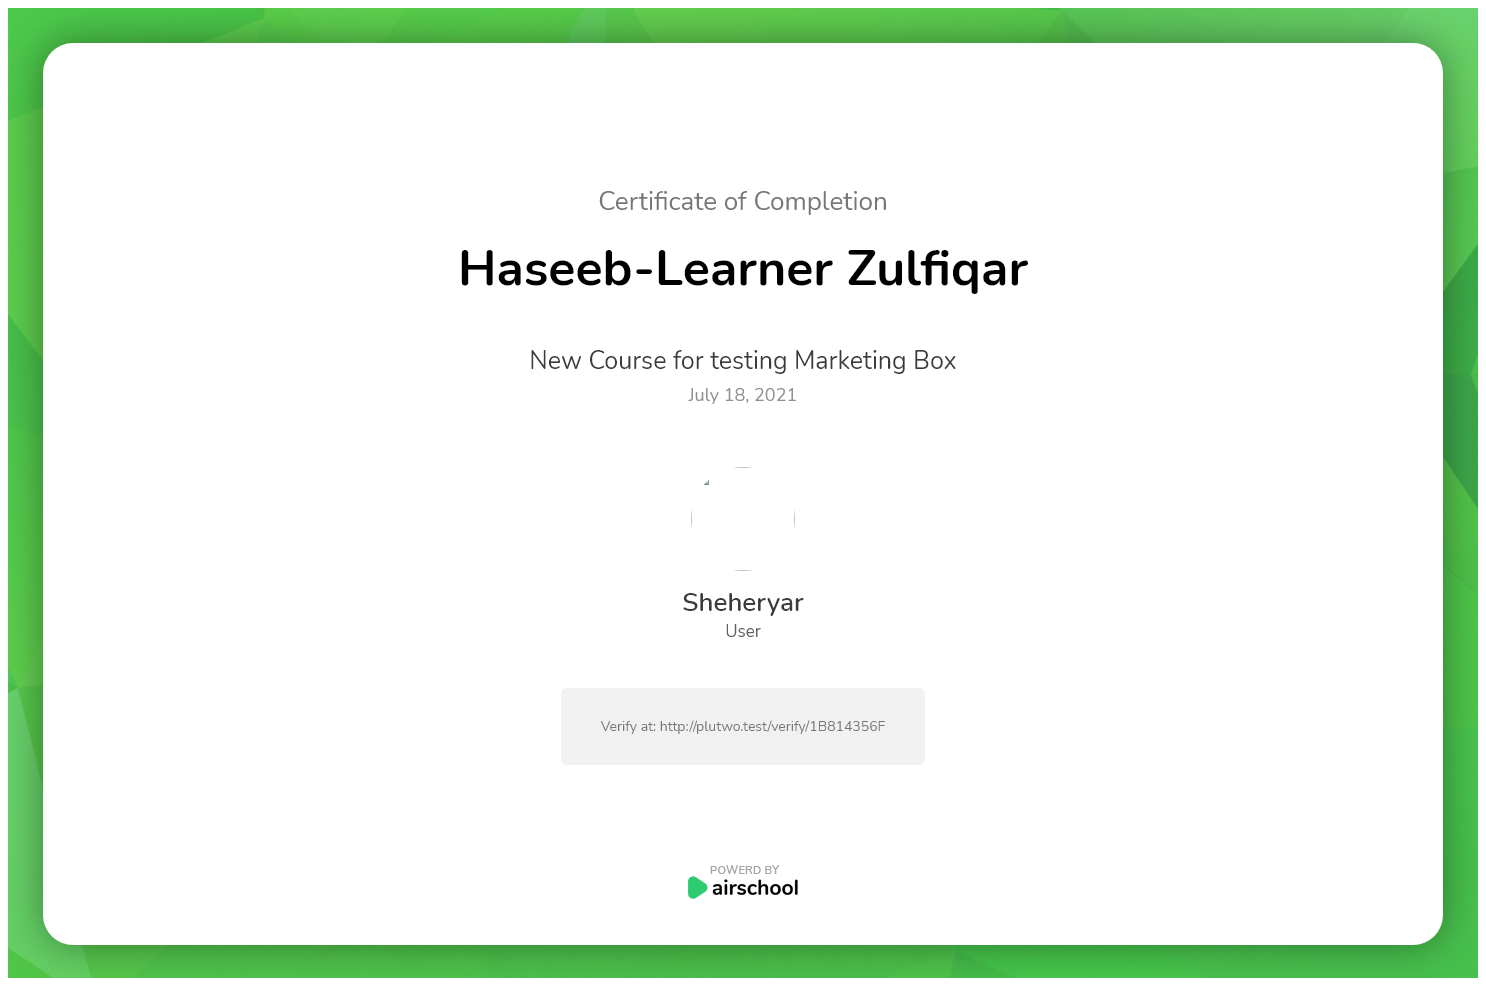 Certificate of Completion
Haseeb-Learner Zulfiqar
New Course for testing Marketing Box
July 18, 2021
Sheheryar
User
Verify at: http://plutwo.test/verify/1B814356F
POWERD BY
airschool